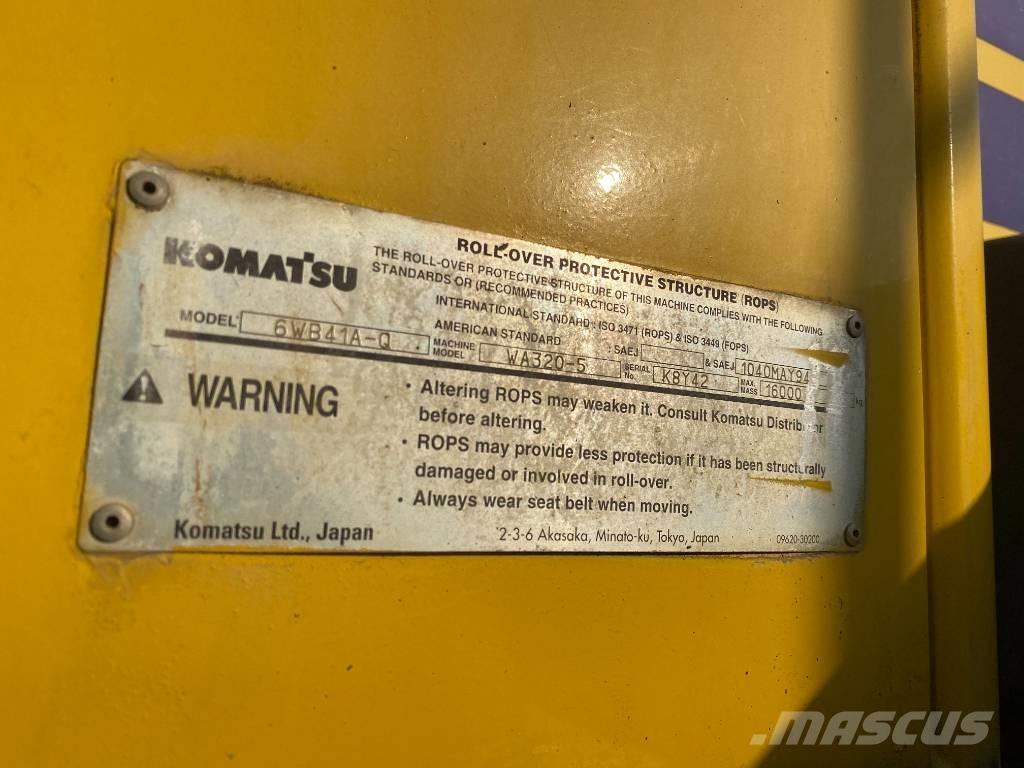 KOMATSU
ROLL-OVER PROTECTIVE STRUCTURE (ROPS)
THE ROLL-OVER PROTECTIVE STRUCTURE OF THIS MACHINE COMPLIES WITH THE FOLLOWING
STANDARDS OR (RECOMMENDED PRACTICES)
INTERNATIONAL STANDARD : ISO 3471 (ROPS) & ISO 3449 (FOPS)
AMERICAN STANDARD : SAEJ & SAEJ 1040MAY94
MODEL 6WB41A-Q MACHINE MODEL WA320-5 SERIAL No. K8Y42 MAX. MASS 16000 kg
WARNING
• Altering ROPS may weaken it. Consult Komatsu Distributor
before altering.
• ROPS may provide less protection if it has been structurally
damaged or involved in roll-over.
• Always wear seat belt when moving.
Komatsu Ltd., Japan
2-3-6 Akasaka, Minato-ku, Tokyo, Japan
09620-30200
MASCUS